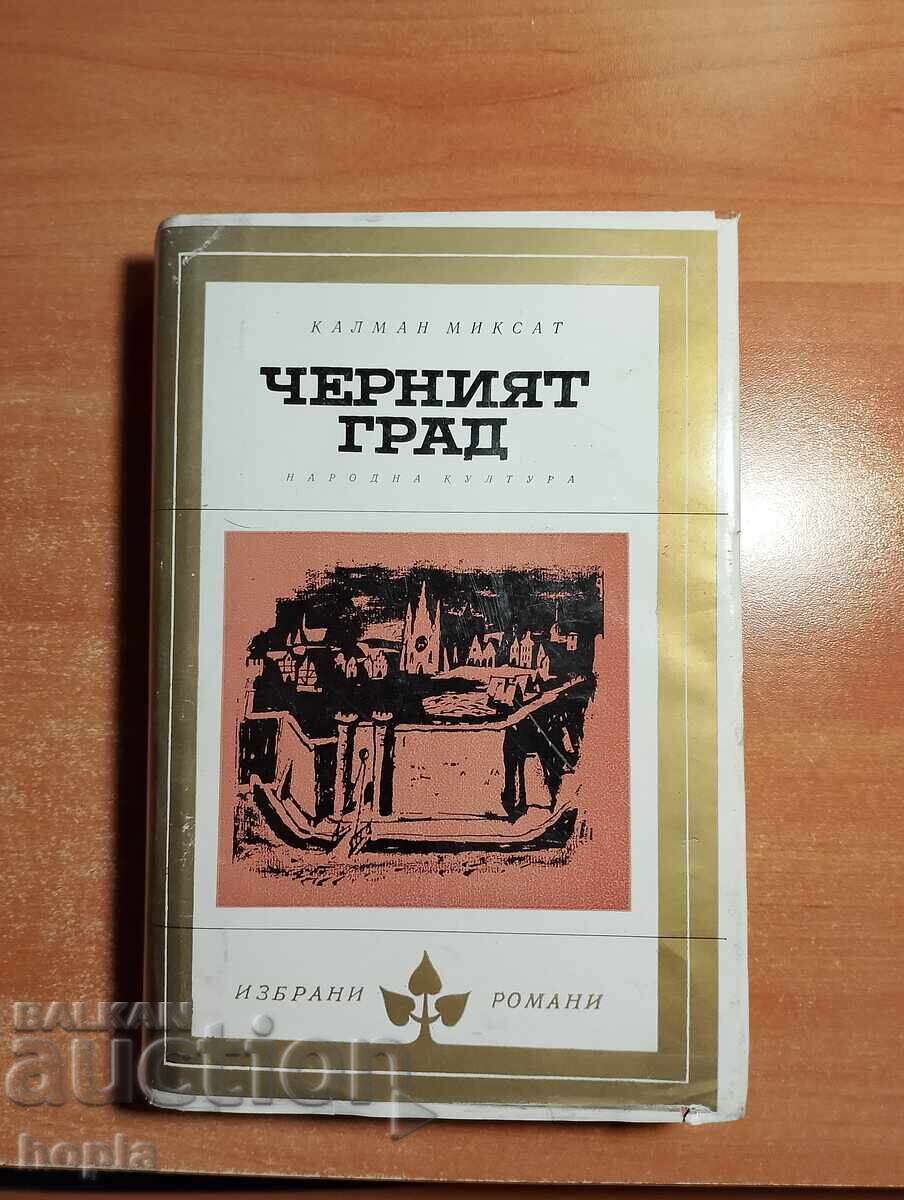 КАЛМАН МИКСАТ
ЧЕРНИЯТ
ГРАД
НАРОДНА КУЛТУРА
ИЗБРАНИ РОМАНИ
BALKAN
auction
hopla